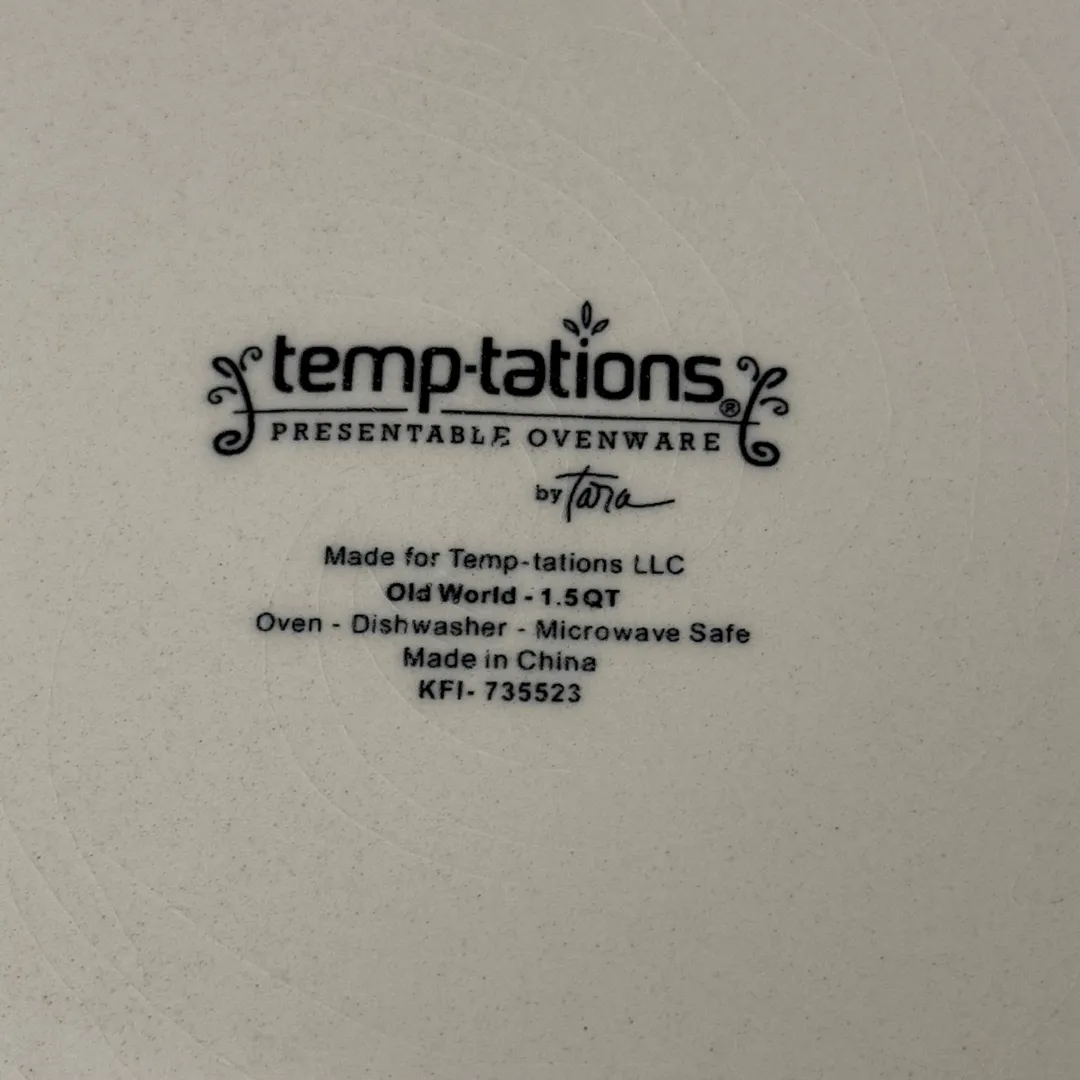 temp-tations®
PRESENTABLE OVENWARE
by Tara
Made for Temp-tations LLC
Old World - 1.5QT
Oven - Dishwasher - Microwave Safe
Made in China
KFI- 735523